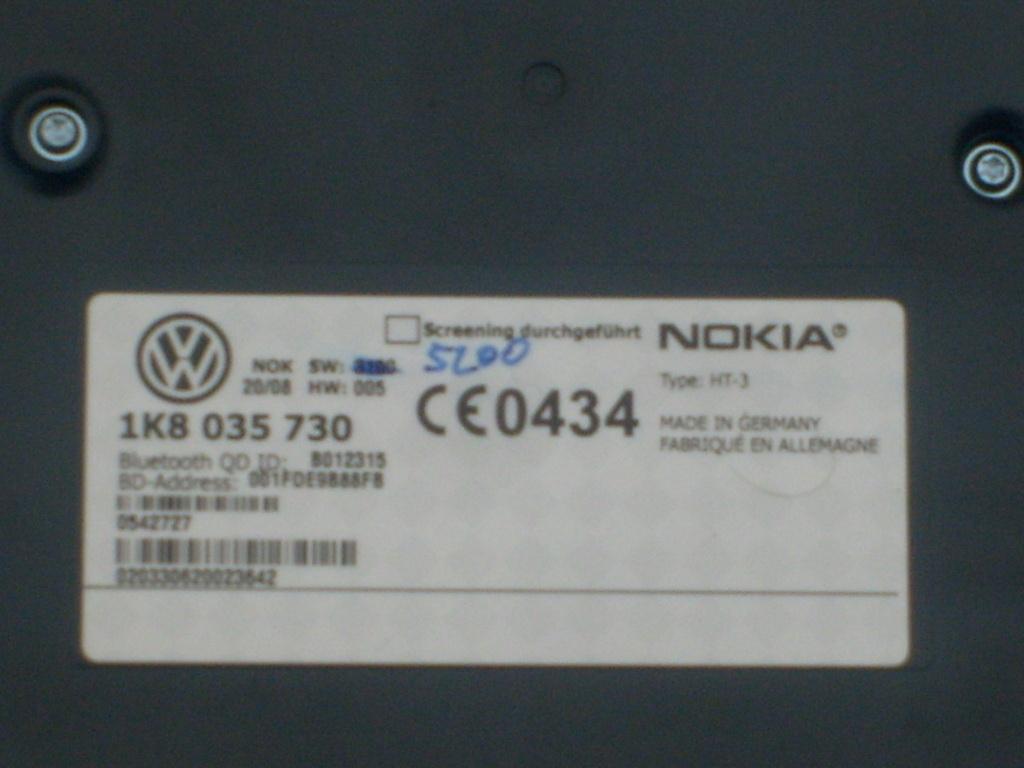 Screening durchgeführt
NOKIA
NOK SW:
5200
20/08 HW: 005
CE0434
Type: HT-3
1K8 035 730
MADE IN GERMANY
FABRIQUÉ EN ALLEMAGNE
Bluetooth QD ID: B012315
BD-Address: 001FDE9888FB
0542727
020330620023642